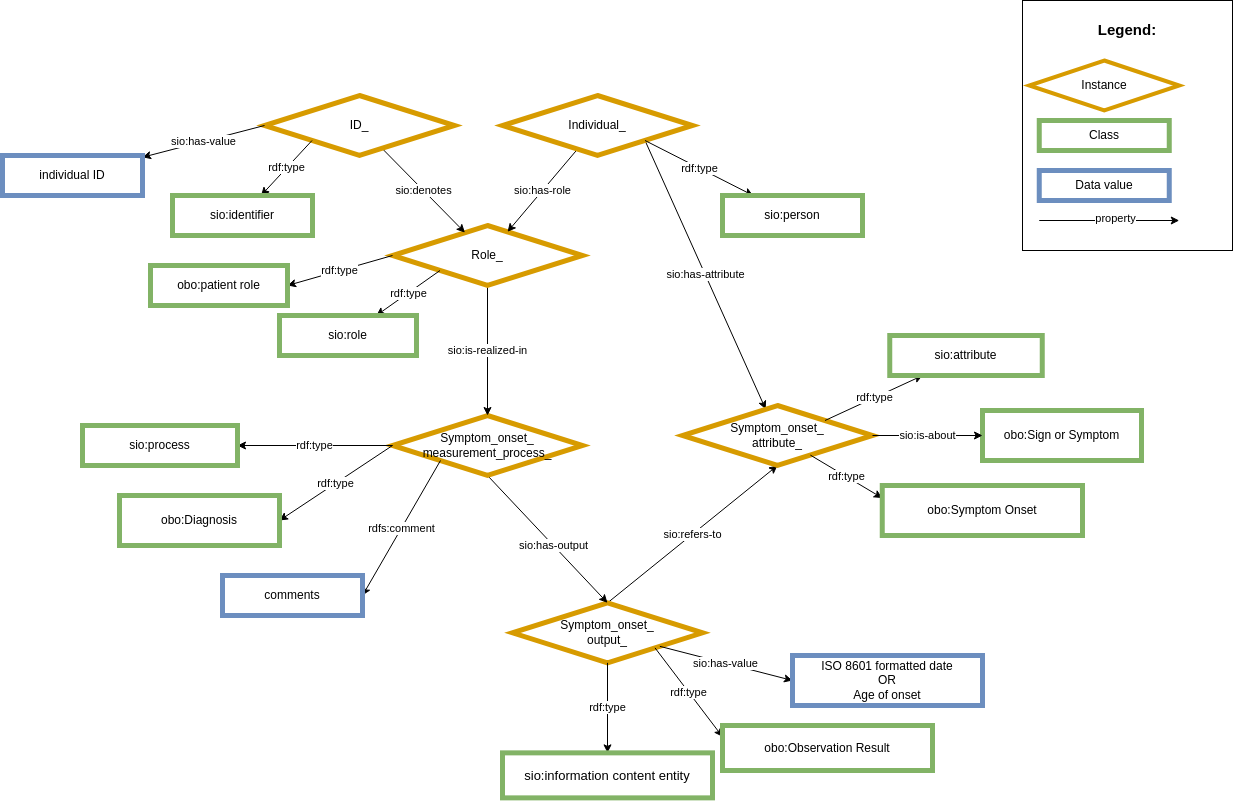 Legend:
Instance
Class
Data value
property
ID_
Individual_
sio:has-value
individual ID
rdf:type
sio:identifier
sio:denotes
sio:has-role
rdf:type
sio:person
Role_
obo:patient role
rdf:type
rdf:type
sio:role
sio:has-attribute
sio:is-realized-in
sio:attribute
rdf:type
Symptom_onset_
attribute_
sio:is-about
obo:Sign or Symptom
rdf:type
obo:Symptom Onset
sio:process
rdf:type
Symptom_onset_
measurement_process_
rdf:type
obo:Diagnosis
rdfs:comment
comments
sio:has-output
sio:refers-to
Symptom_onset_
output_
sio:has-value
ISO 8601 formatted date
OR
Age of onset
rdf:type
rdf:type
obo:Observation Result
sio:information content entity